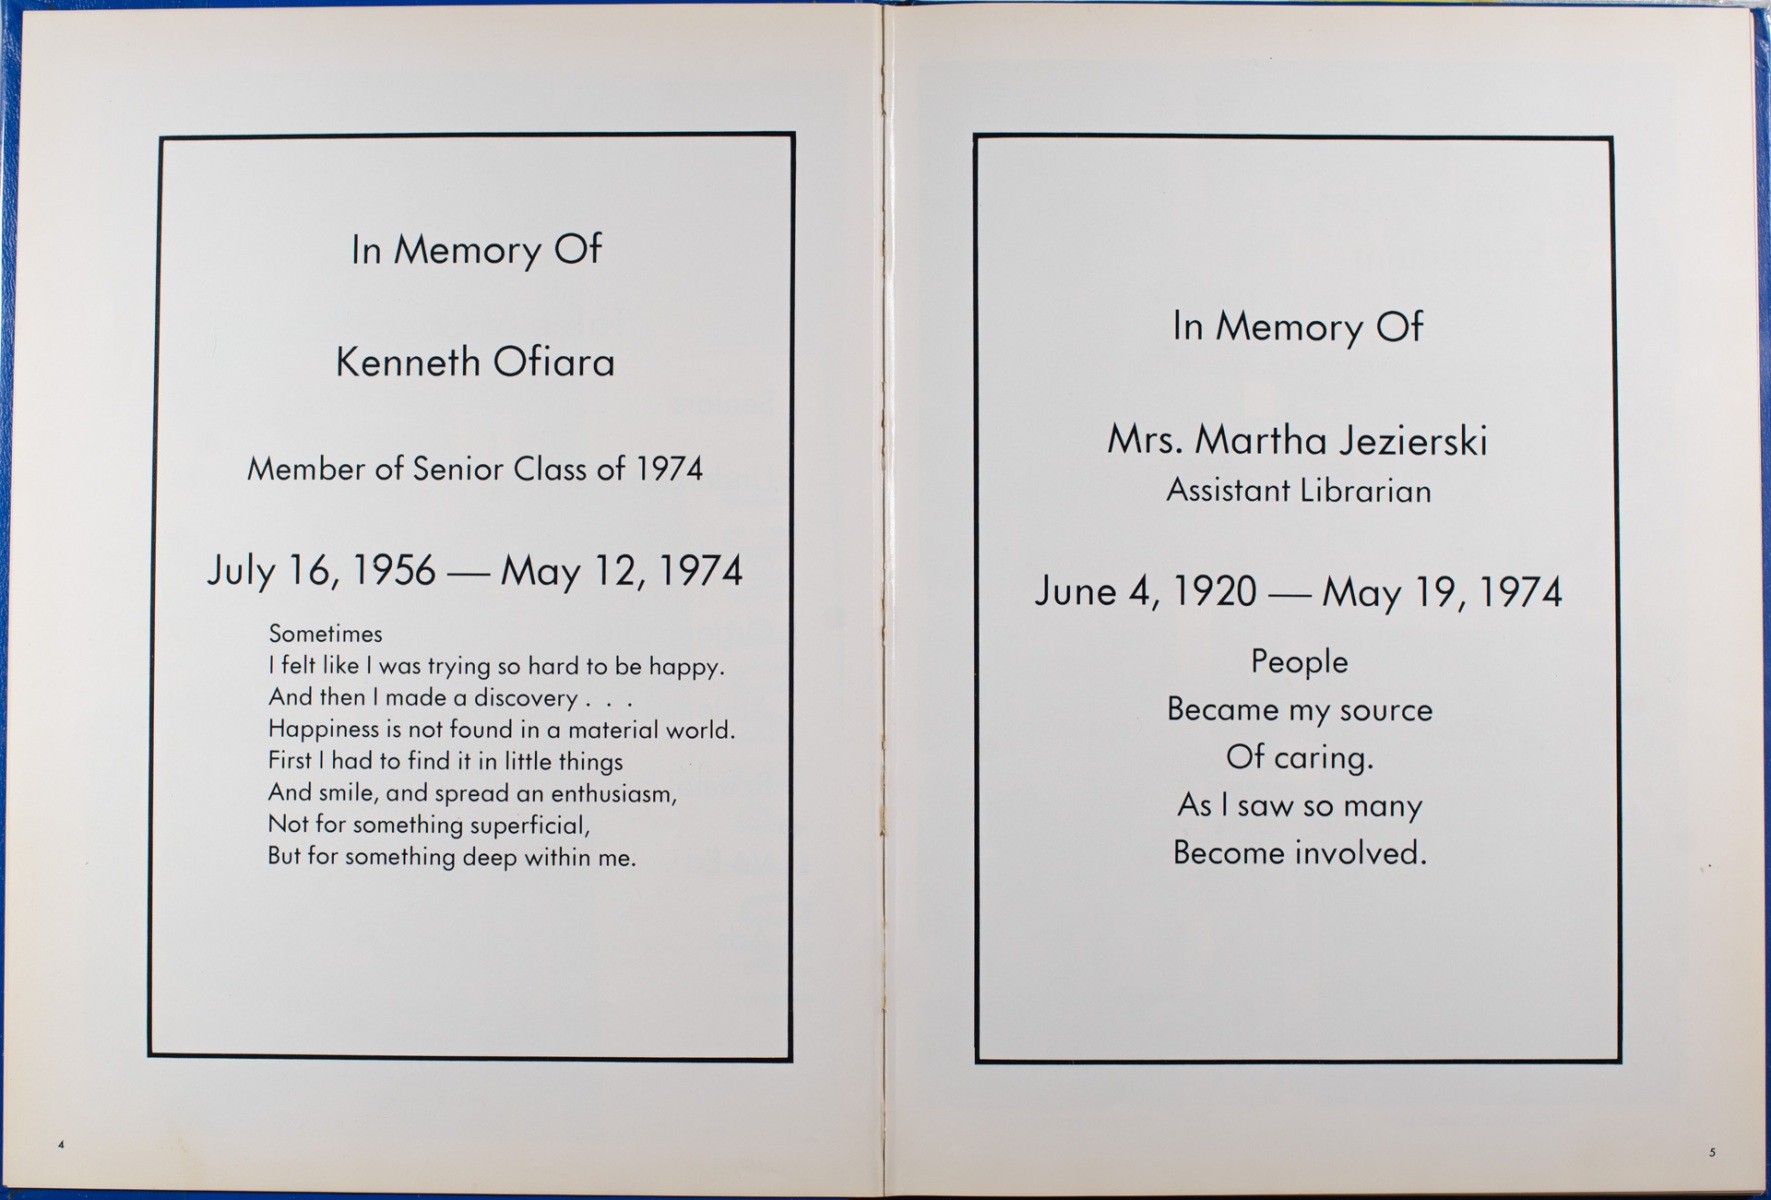 In Memory Of
Kenneth Ofiara
Member of Senior Class of 1974
July 16, 1956 — May 12, 1974
Sometimes
I felt like I was trying so hard to be happy.
And then I made a discovery . . .
Happiness is not found in a material world.
First I had to find it in little things
And smile, and spread an enthusiasm,
Not for something superficial,
But for something deep within me.
4
In Memory Of
Mrs. Martha Jezierski
Assistant Librarian
June 4, 1920 — May 19, 1974
People
Became my source
Of caring.
As I saw so many
Become involved.
5